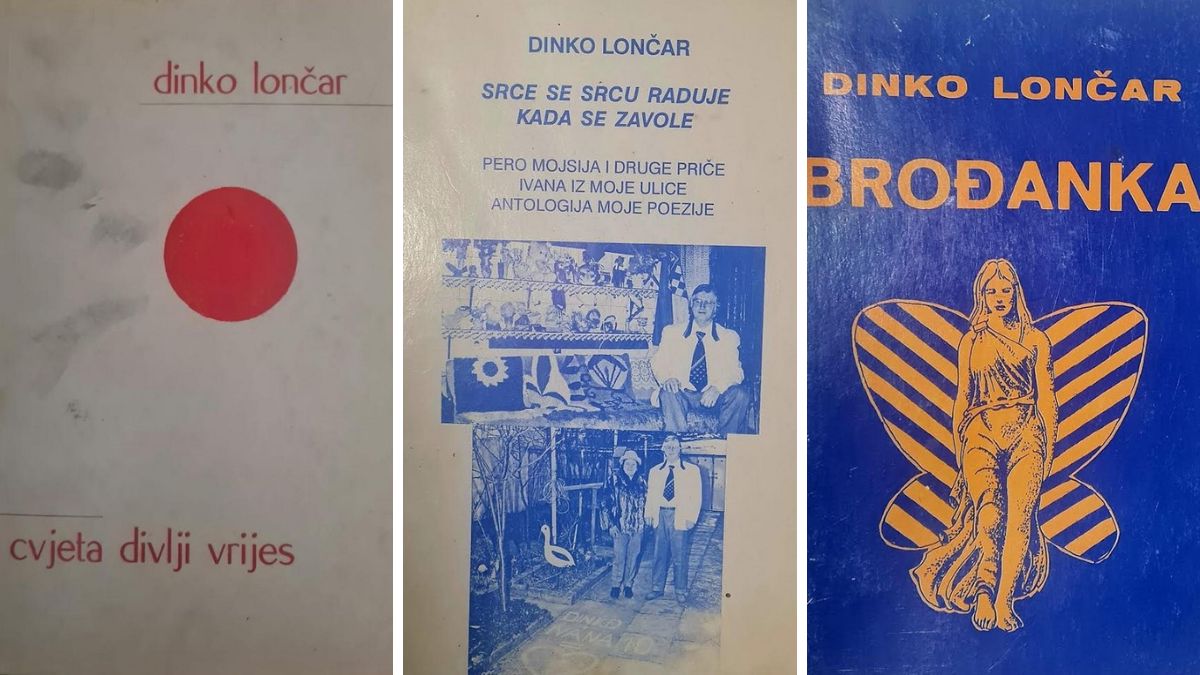 dinko lončar
cvjeta divlji vrijes
DINKO LONČAR
SRCE SE SRCU RADUJE
KADA SE ZAVOLE
PERO MOJSIJA I DRUGE PRIČE
IVANA IZ MOJE ULICE
ANTOLOGIJA MOJE POEZIJE
DINKO
DINKO LONČAR
BROĐANKA